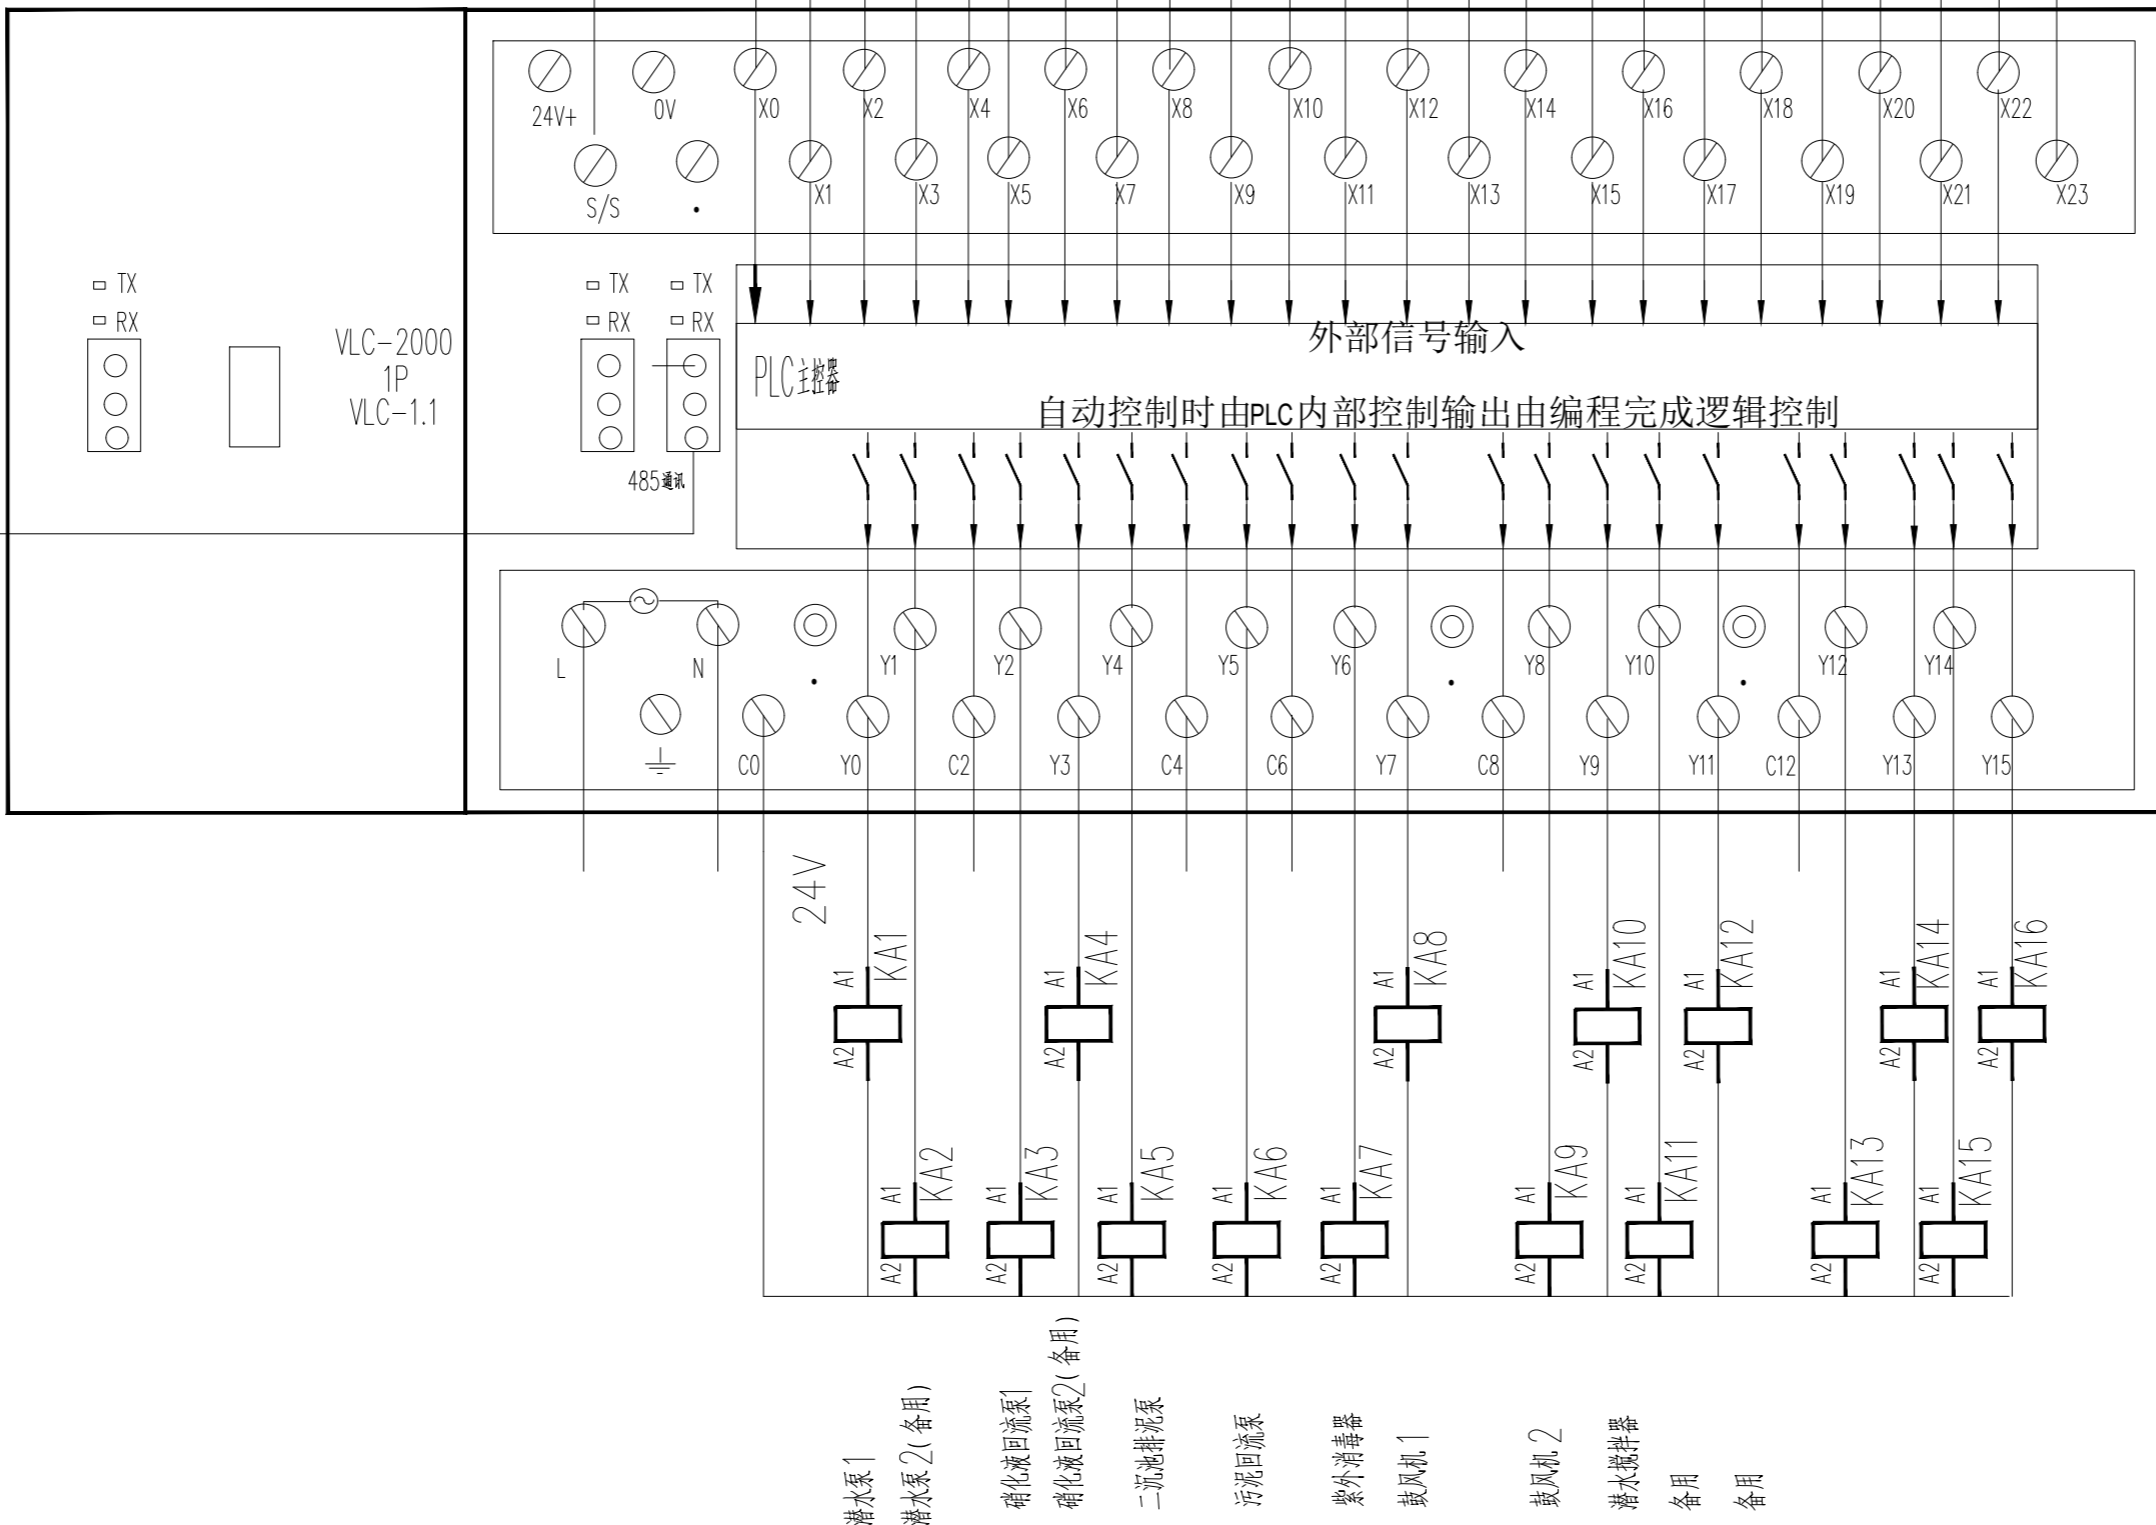 24V+ 0V X0 X2 X4 X6 X8 X10 X12 X14 X16 X18 X20 X22
S/S X1 X3 X5 X7 X9 X11 X13 X15 X17 X19 X21 X23
TX TX TX
RX RX RX
VLC-2000
1P
VLC-1.1
外部信号输入
PLC主控器
自动控制时由PLC内部控制输出由编程完成逻辑控制
485通讯
L N Y1 Y2 Y4 Y5 Y6 Y8 Y10 Y12 Y14
C0 Y0 C2 Y3 C4 C6 Y7 C8 Y9 Y11 C12 Y13 Y15
24V
A1 KA1 A1 KA4 A1 KA8 A1 KA10 A1 KA12 A1 KA14 A1 KA16
A2 A2 A2 A2 A2 A2 A2
A1 KA2 A1 KA3 A1 KA5 A1 KA6 A1 KA7 A1 KA9 A1 KA11 A1 KA13 A1 KA15
A2 A2 A2 A2 A2 A2 A2 A2 A2
潜水泵1
潜水泵2(备用)
硝化液回流泵1
硝化液回流泵2(备用)
二沉池排泥泵
污泥回流泵
紫外消毒器
鼓风机1
鼓风机2
潜水搅拌器
备用
备用